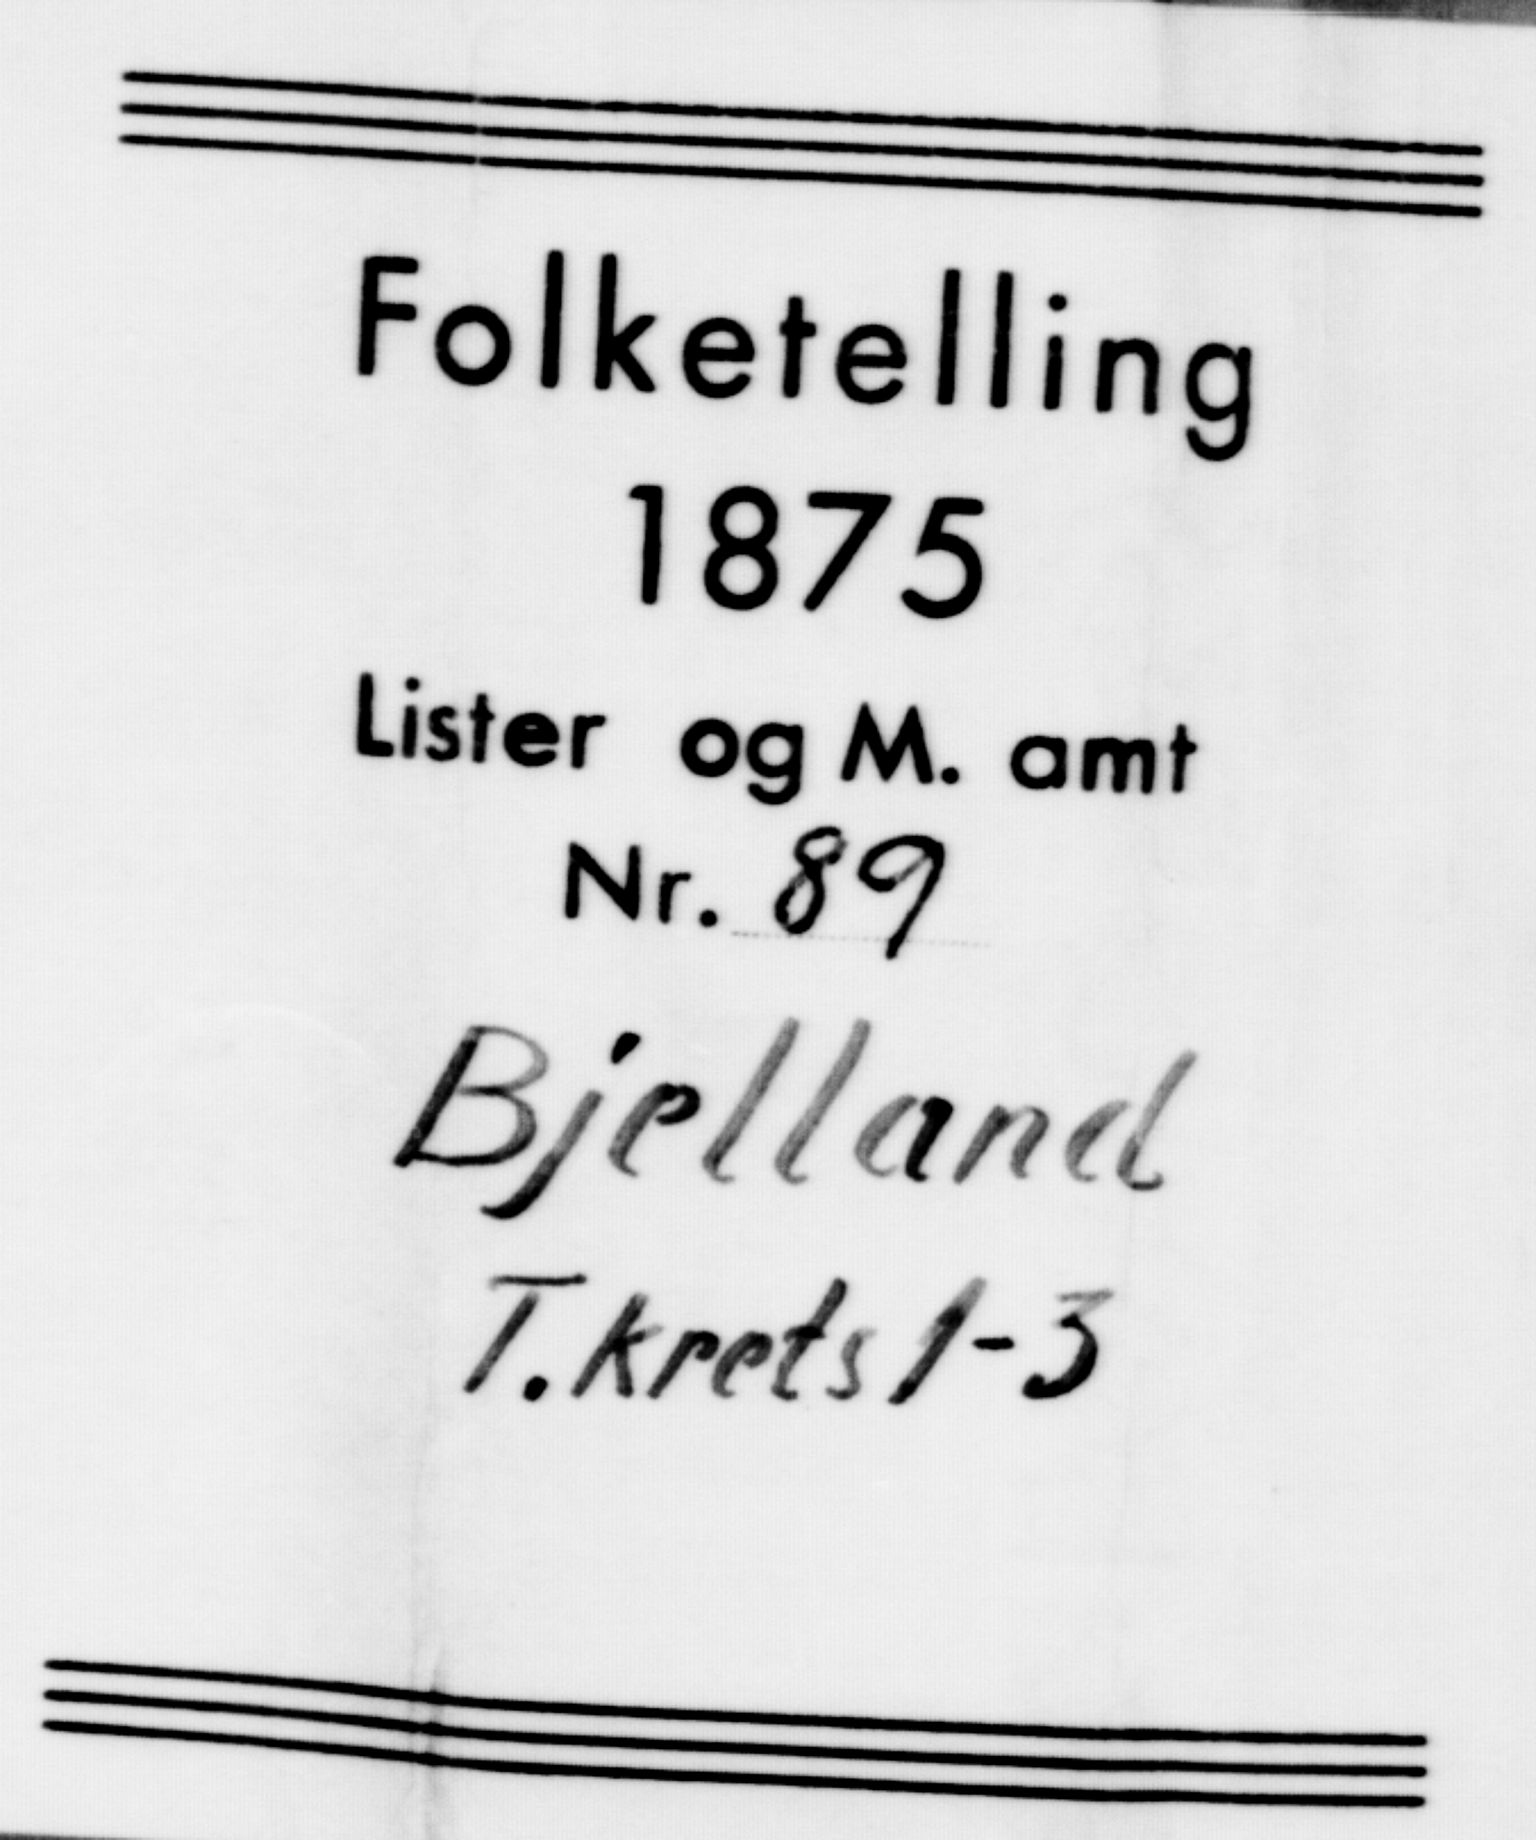 Folketelling
1875
Lister og M. amt
Nr. 89
Bjelland
T. krets 1-3